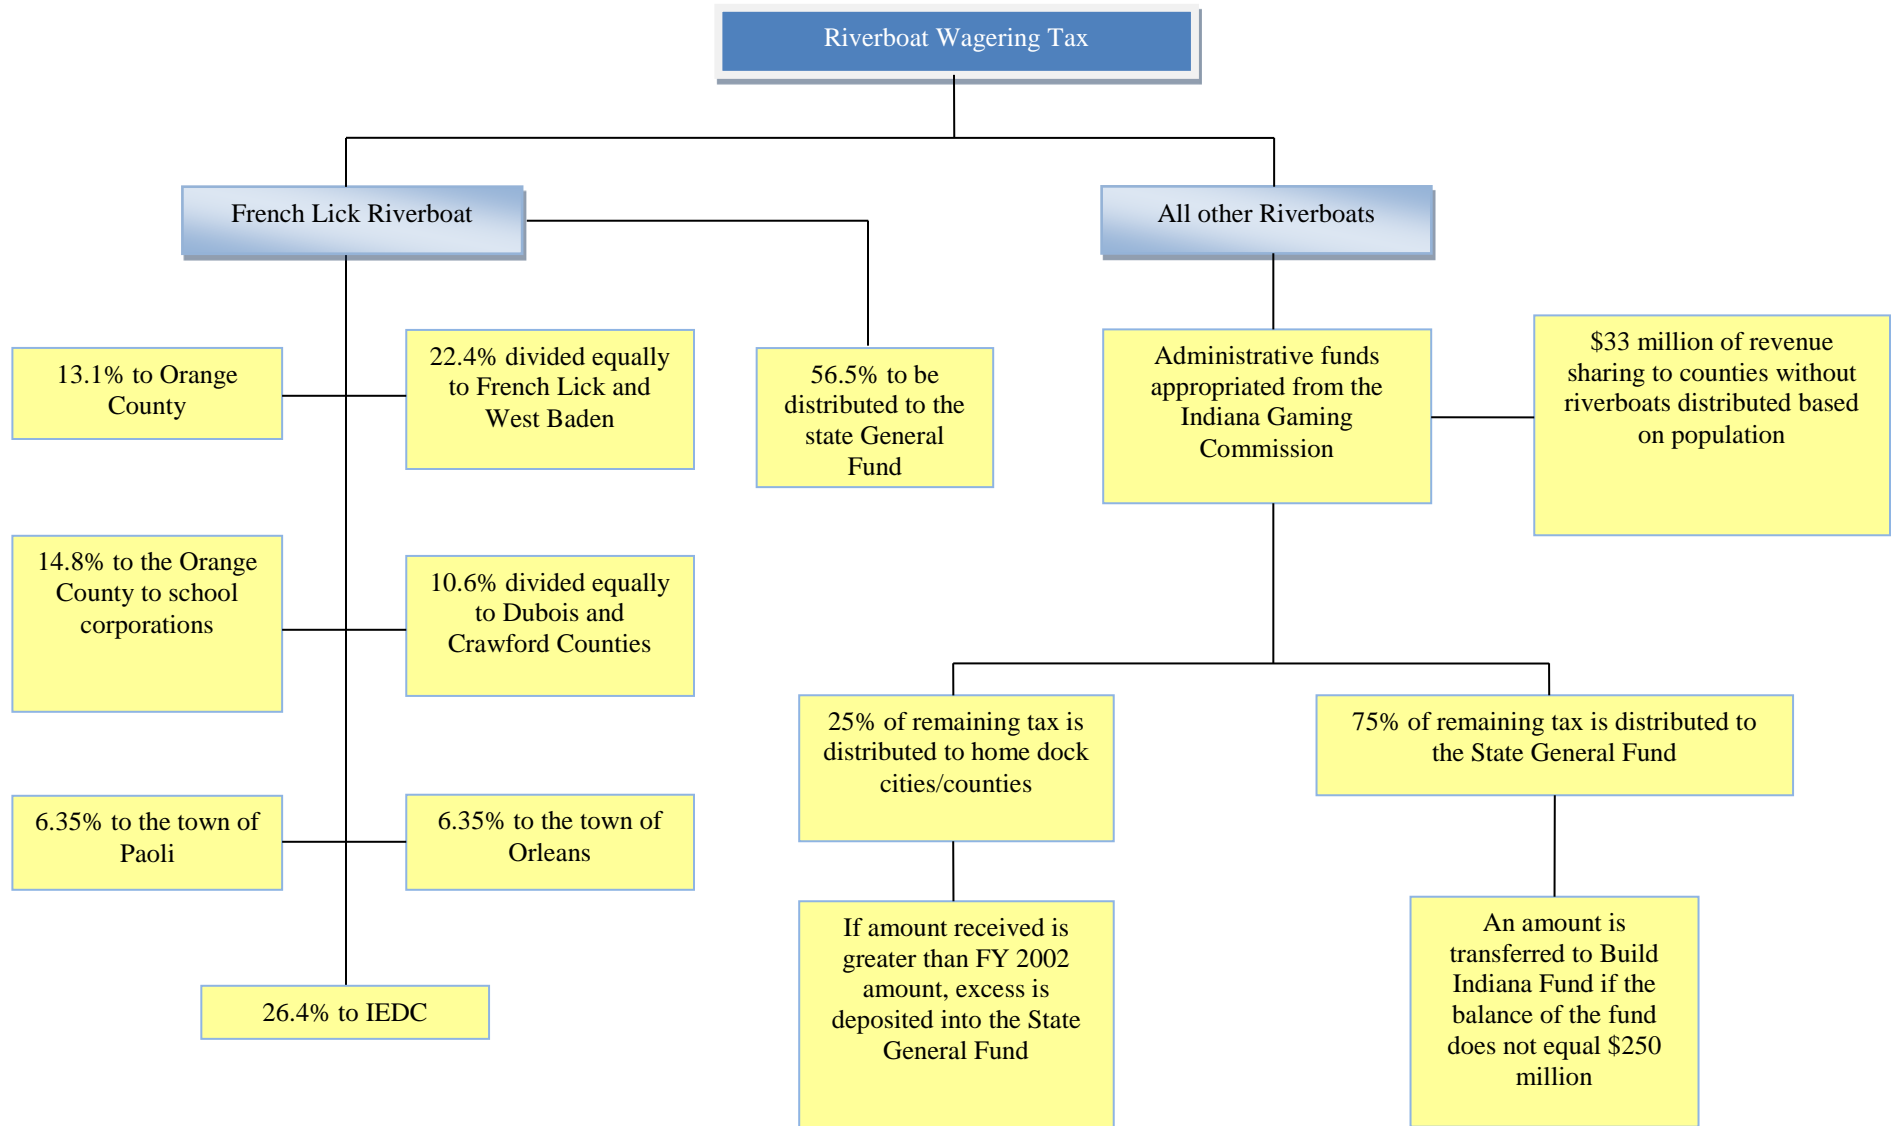 Riverboat Wagering Tax
French Lick Riverboat
All other Riverboats
13.1% to Orange
County
22.4% divided equally
to French Lick and
West Baden
56.5% to be
distributed to the
state General
Fund
Administrative funds
appropriated from the
Indiana Gaming
Commission
$33 million of revenue
sharing to counties without
riverboats distributed based
on population
14.8% to the Orange
County to school
corporations
10.6% divided equally
to Dubois and
Crawford Counties
25% of remaining tax is
distributed to home dock
cities/counties
75% of remaining tax is distributed to
the State General Fund
6.35% to the town of
Paoli
6.35% to the town of
Orleans
26.4% to IEDC
If amount received is
greater than FY 2002
amount, excess is
deposited into the State
General Fund
An amount is
transferred to Build
Indiana Fund if the
balance of the fund
does not equal $250
million